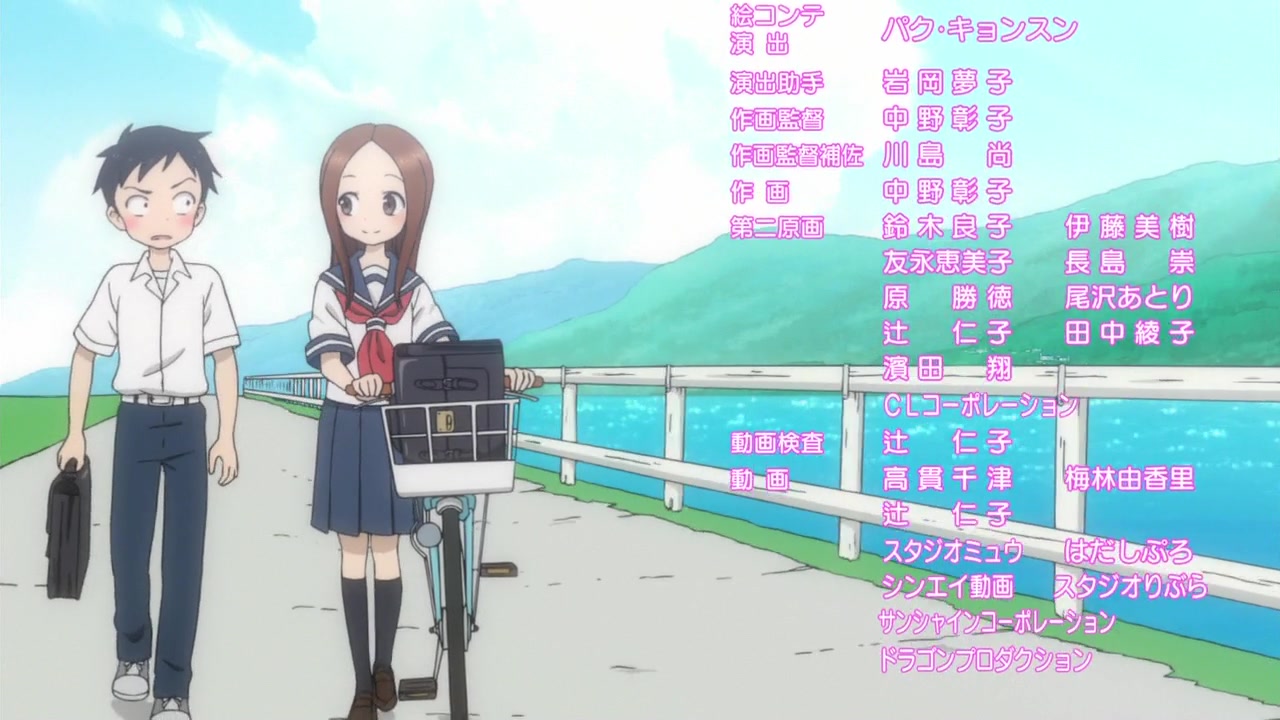 絵コンテ
演出 パク・キョンスン
演出助手 岩岡夢子
作画監督 中野彰子
作画監督補佐 川島 尚
作画 中野彰子
第二原画 鈴木良子 伊藤美樹
友永恵美子 長島 崇
原 勝徳 尾沢あとり
辻 仁子 田中綾子
濱田 翔
CLコーポレーション
動画検査 辻 仁子
動画 高貫千津 梅林由香里
辻 仁子
スタジオミュウ はだしぷろ
シンエイ動画 スタジオりぶら
サンシャインコーポレーション
ドラゴンプロダクション